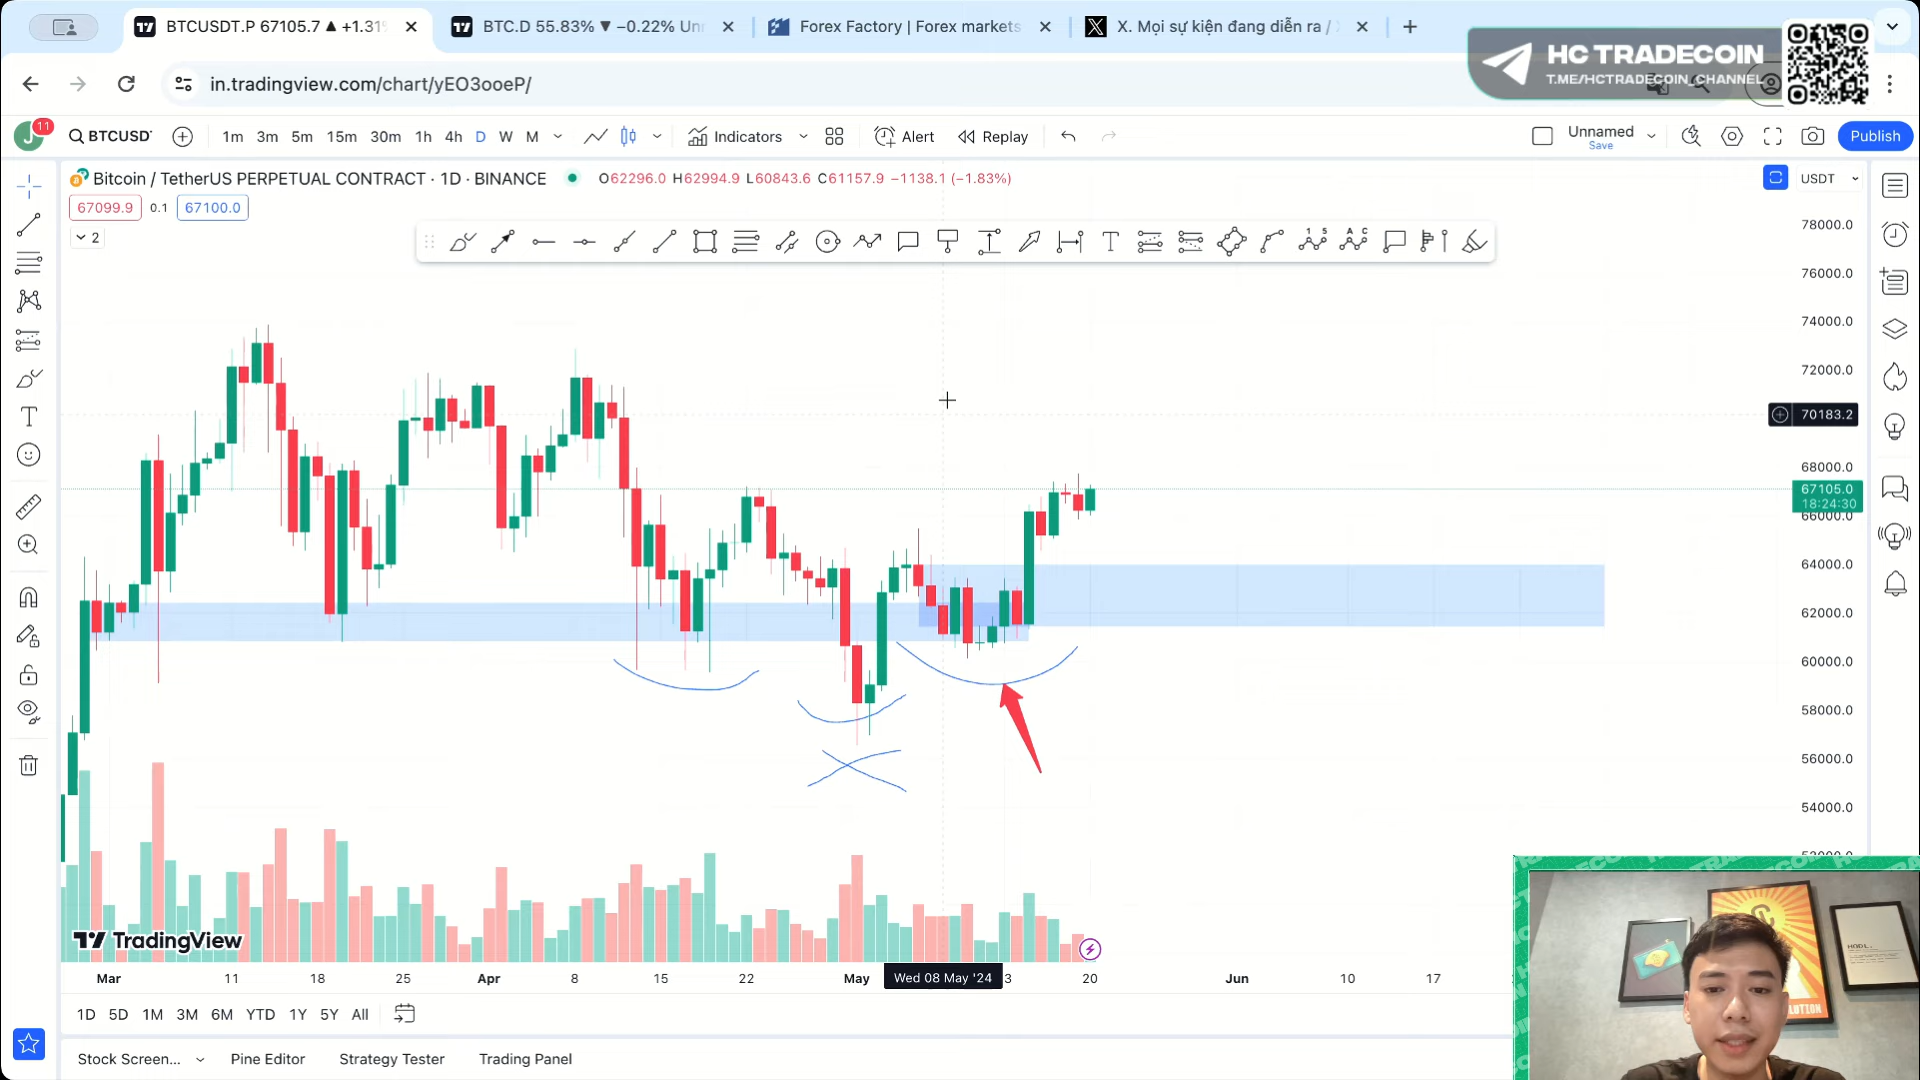 BTCUSDT.P 67105.7 ▲ +1.31%
BTC.D 55.83% ▼ −0.22% Unn
Forex Factory | Forex markets
X. Mọi sự kiện đang diễn ra /
HC TRADECOIN
T.ME/HCTRADECOIN_CHANNEL
in.tradingview.com/chart/yEO3ooeP/
J 11
BTCUSDT
1m 3m 5m 15m 30m 1h 4h D W M
Indicators
Alert
Replay
Unnamed
Save
Publish
Bitcoin / TetherUS PERPETUAL CONTRACT · 1D · BINANCE
O62296.0 H62994.9 L60843.6 C61157.9 −1138.1 (−1.83%)
USDT
67099.9 0.1 67100.0
2
78000.0
76000.0
74000.0
72000.0
70183.2
68000.0
67105.0
18:24:30
66000.0
64000.0
62000.0
60000.0
58000.0
56000.0
54000.0
TradingView
Mar 11 18 25 Apr 8 15 22 May Wed 08 May '24 3 20 Jun 10 17
1D 5D 1M 3M 6M YTD 1Y 5Y All
Stock Screen... Pine Editor Strategy Tester Trading Panel
HODL.